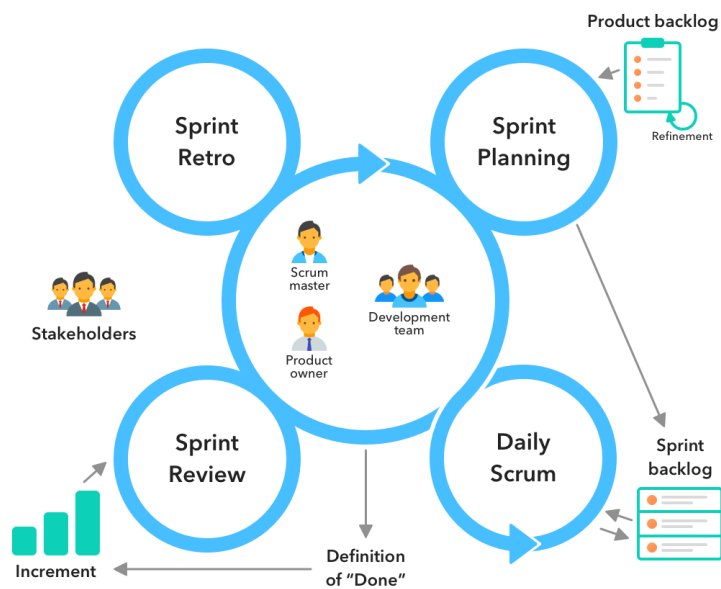 Product backlog
Refinement
Sprint
Retro
Sprint
Planning
Scrum
master
Development
team
Product
owner
Stakeholders
Sprint
Review
Daily
Scrum
Sprint
backlog
Increment
Definition
of “Done”